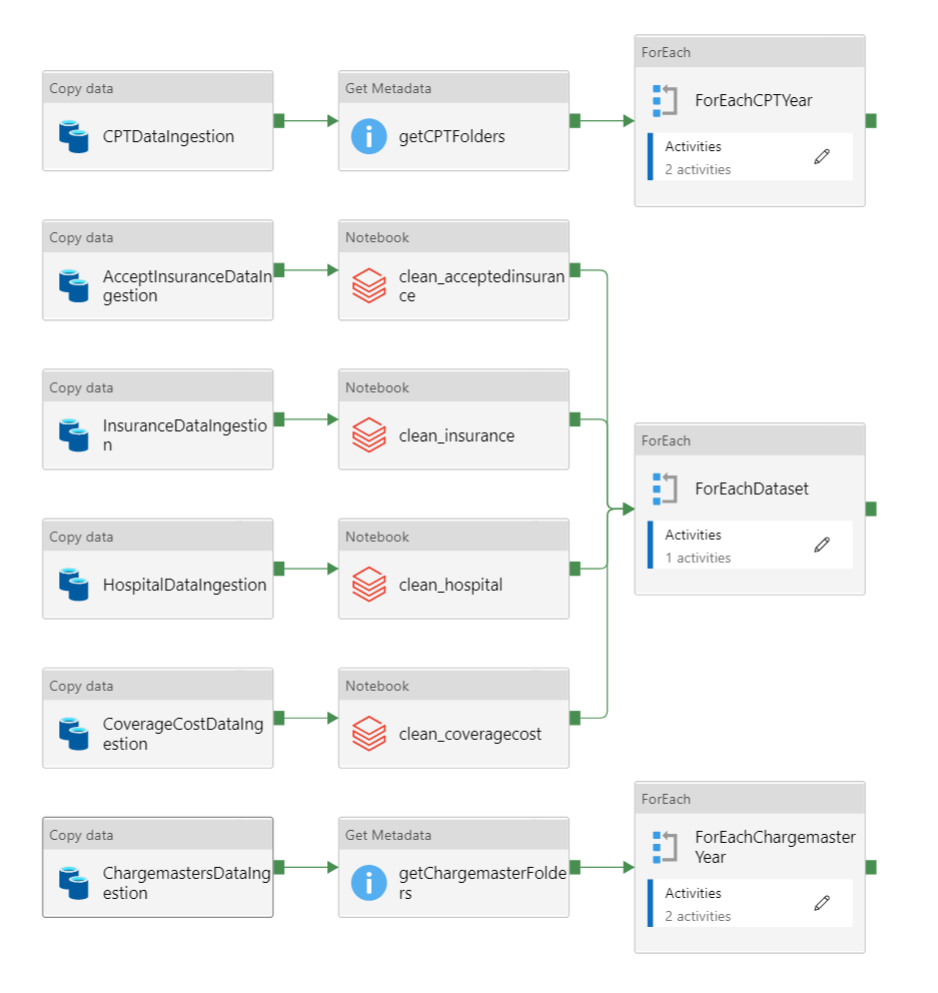 Copy data
CPTDataIngestion
Get Metadata
getCPTFolders
ForEach
ForEachCPTYear
Activities
2 activities
Copy data
AcceptInsuranceDataIn
gestion
Notebook
clean_acceptedinsuran
ce
Copy data
InsuranceDataIngestio
n
Notebook
clean_insurance
ForEach
ForEachDataset
Activities
1 activities
Copy data
HospitalDataIngestion
Notebook
clean_hospital
Copy data
CoverageCostDataIng
estion
Notebook
clean_coveragecost
Copy data
ChargemastersDataIng
estion
Get Metadata
getChargemasterFolde
rs
ForEach
ForEachChargemaster
Year
Activities
2 activities